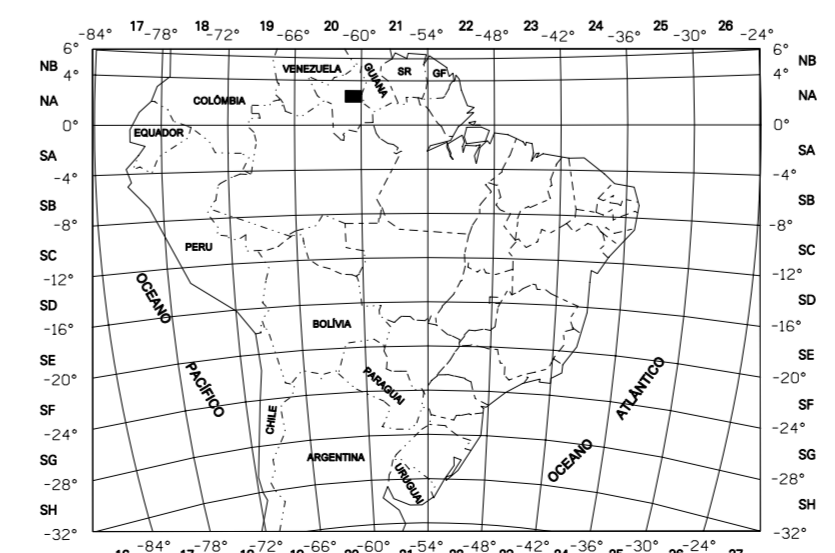 17 18 19 20 21 22 23 24 25 26
-84° -78° -72° -66° -60° -54° -48° -42° -36° -30° -24°
6° 6°
NB VENEZUELA GUIANA SR GF NB
4° 4°
NA COLÔMBIA NA
0° EQUADOR 0°
SA SA
-4° -4°
SB SB
-8° -8°
PERU
SC SC
-12° -12°
OCEANO
SD SD
BOLÍVIA
-16° -16°
SE SE
PACÍFICO PARAGUAI ATLÂNTICO
-20° -20°
SF CHILE SF
-24° -24°
SG ARGENTINA URUGUAI OCEANO SG
-28° -28°
SH SH
-32° -32°
-84° -78° -72° -66° -60° -54° -48° -42° -36° -30° -24°